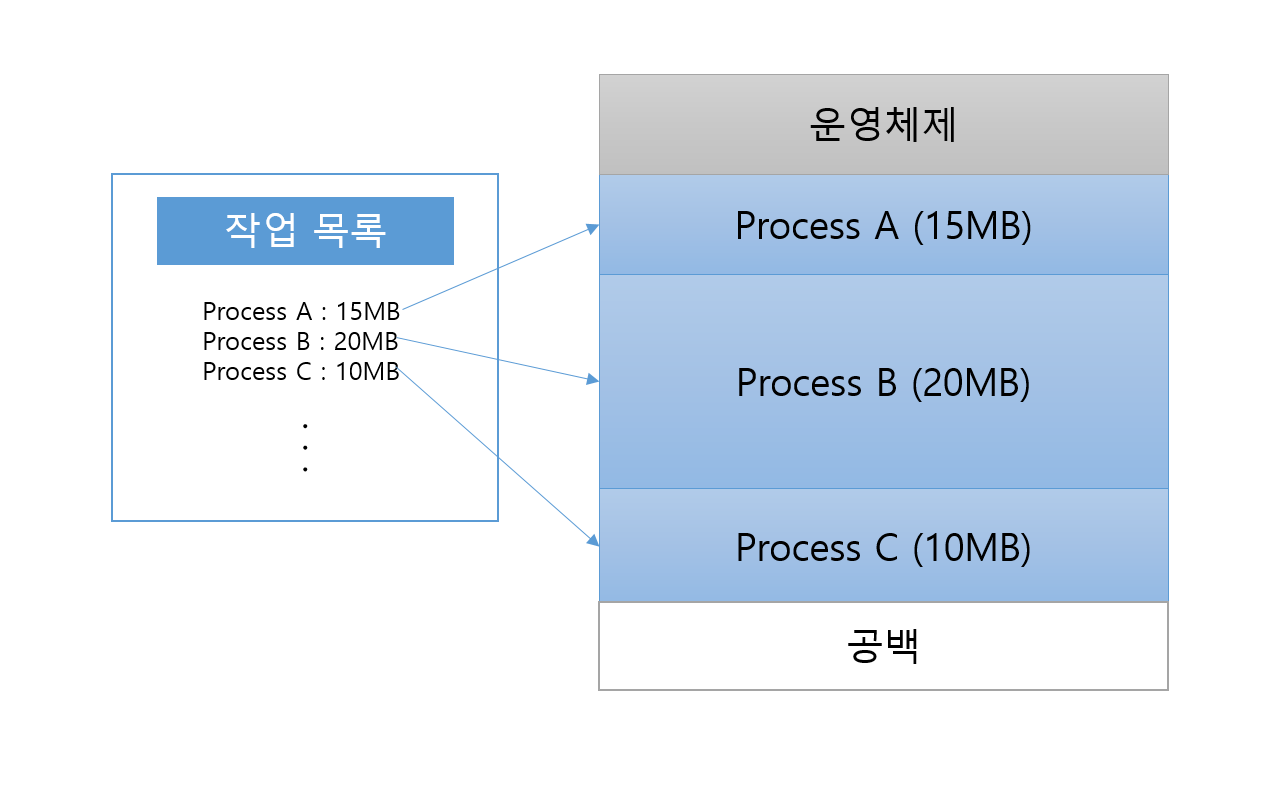 작업 목록
Process A : 15MB
Process B : 20MB
Process C : 10MB
.
.
.
운영체제
Process A (15MB)
Process B (20MB)
Process C (10MB)
공백